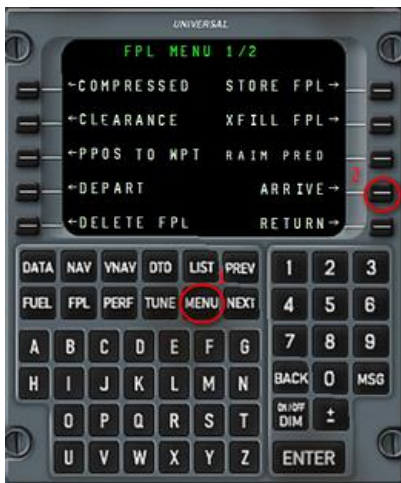 UNIVERSAL
FPL MENU 1/2
←COMPRESSED STORE FPL→
←CLEARANCE XFILL FPL→
←PPOS TO WPT RAIM PRED
2
←DEPART ARRIVE→
←DELETE FPL RETURN→
DATA NAV VNAV DTO LIST PREV 1 2 3
FUEL FPL PERF TUNE MENU NEXT 4 5 6
A B C D E F G 7 8 9
H I J K L M N BACK 0 MSG
O P Q R S T ON/OFF DIM ±
U V W X Y Z ENTER